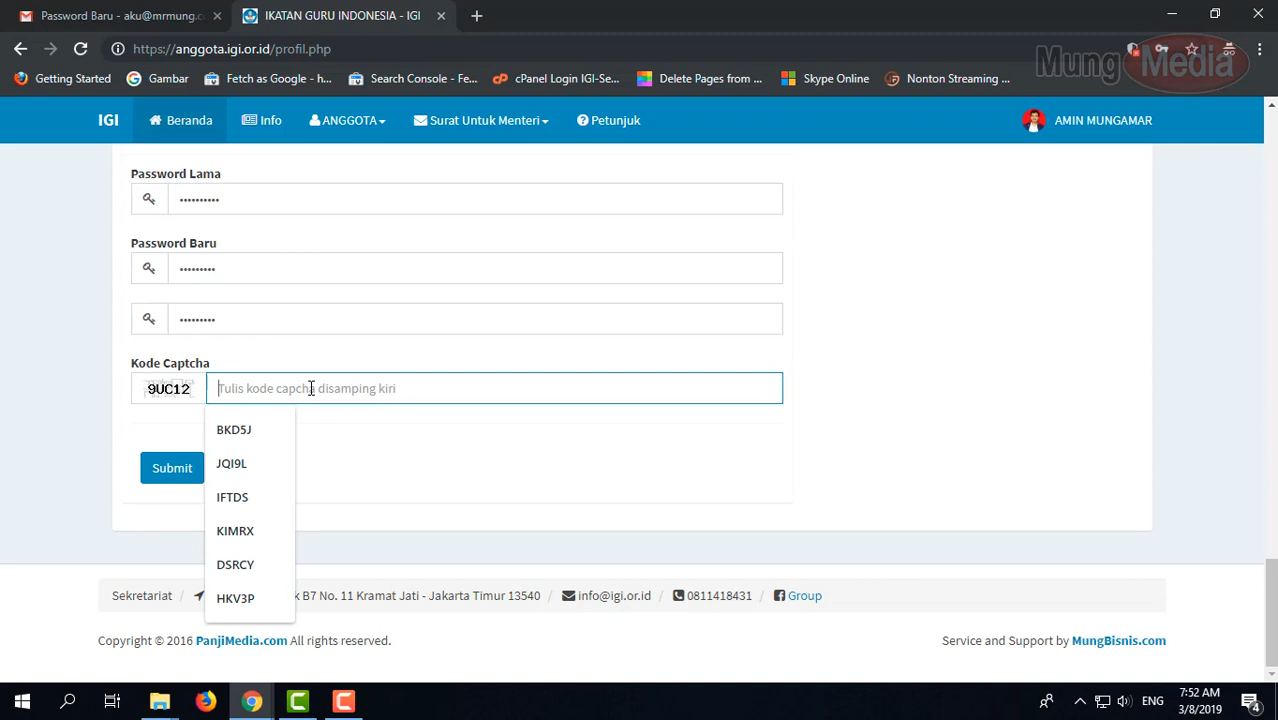 Password Baru - aku@mrmung.c
IKATAN GURU INDONESIA - IGI
https://anggota.igi.or.id/profil.php
Getting Started
Gambar
Fetch as Google - h...
Search Console - Fe...
cPanel Login IGI-Se...
Delete Pages from ...
Skype Online
Nonton Streaming ...
Mung Media
IGI
Beranda
Info
ANGGOTA
Surat Untuk Menteri
Petunjuk
AMIN MUNGAMAR
Password Lama
Password Baru
Kode Captcha
9UC12
Tulis kode capcha disamping kiri
BKD5J
JQI9L
IFTDS
KIMRX
DSRCY
HKV3P
Submit
Sekretariat
k B7 No. 11 Kramat Jati - Jakarta Timur 13540
info@igi.or.id
0811418431
Group
Copyright © 2016 PanjiMedia.com All rights reserved.
Service and Support by MungBisnis.com
ENG
7:52 AM
3/8/2019
4